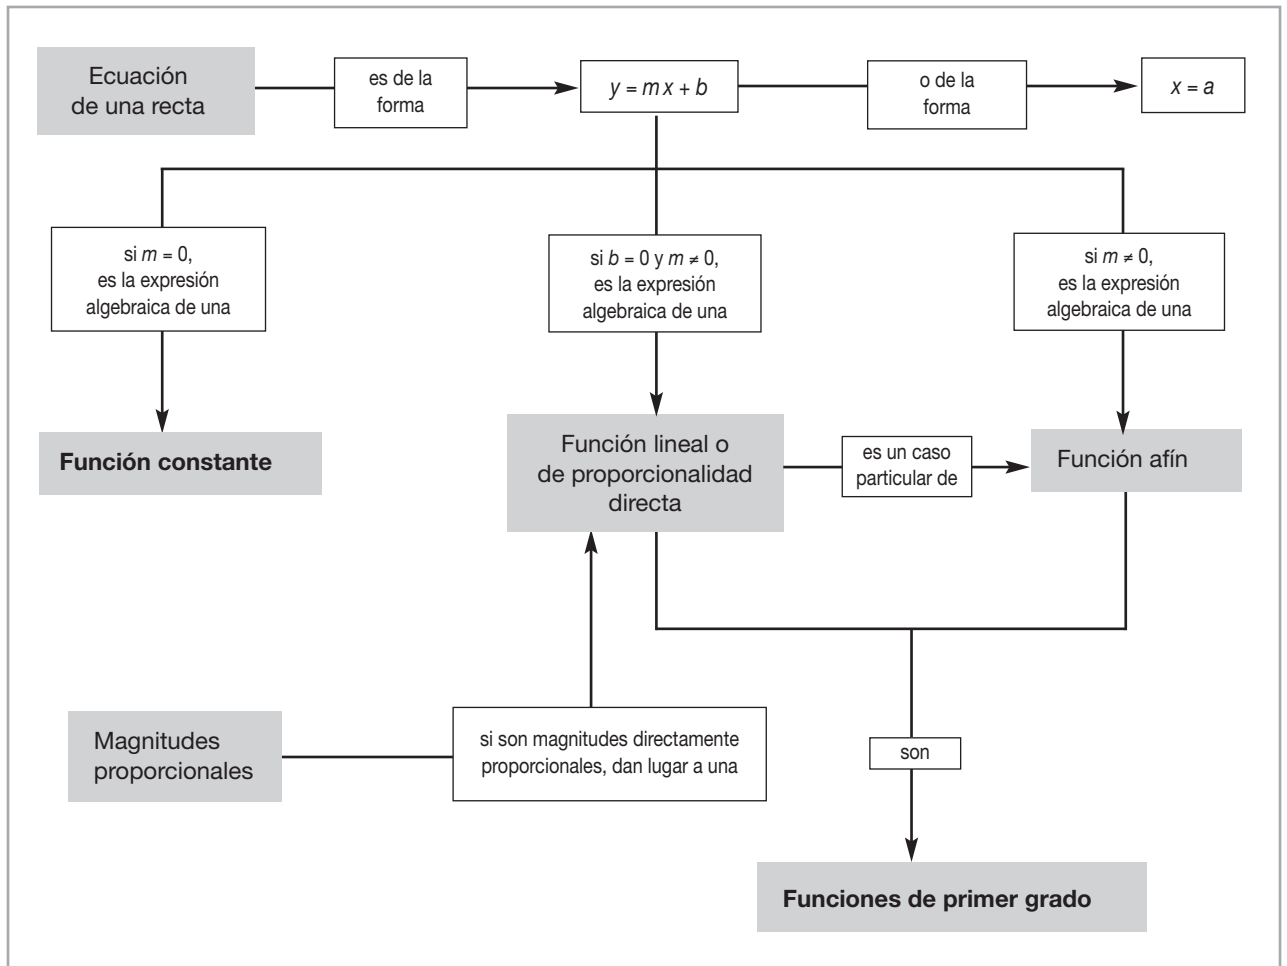 Ecuación
de una recta
es de la
forma
y = m x + b
o de la
forma
x = a
si m = 0,
es la expresión
algebraica de una
si b = 0 y m ≠ 0,
es la expresión
algebraica de una
si m ≠ 0,
es la expresión
algebraica de una
Función constante
Función lineal o
de proporcionalidad
directa
es un caso
particular de
Función afín
Magnitudes
proporcionales
si son magnitudes directamente
proporcionales, dan lugar a una
son
Funciones de primer grado